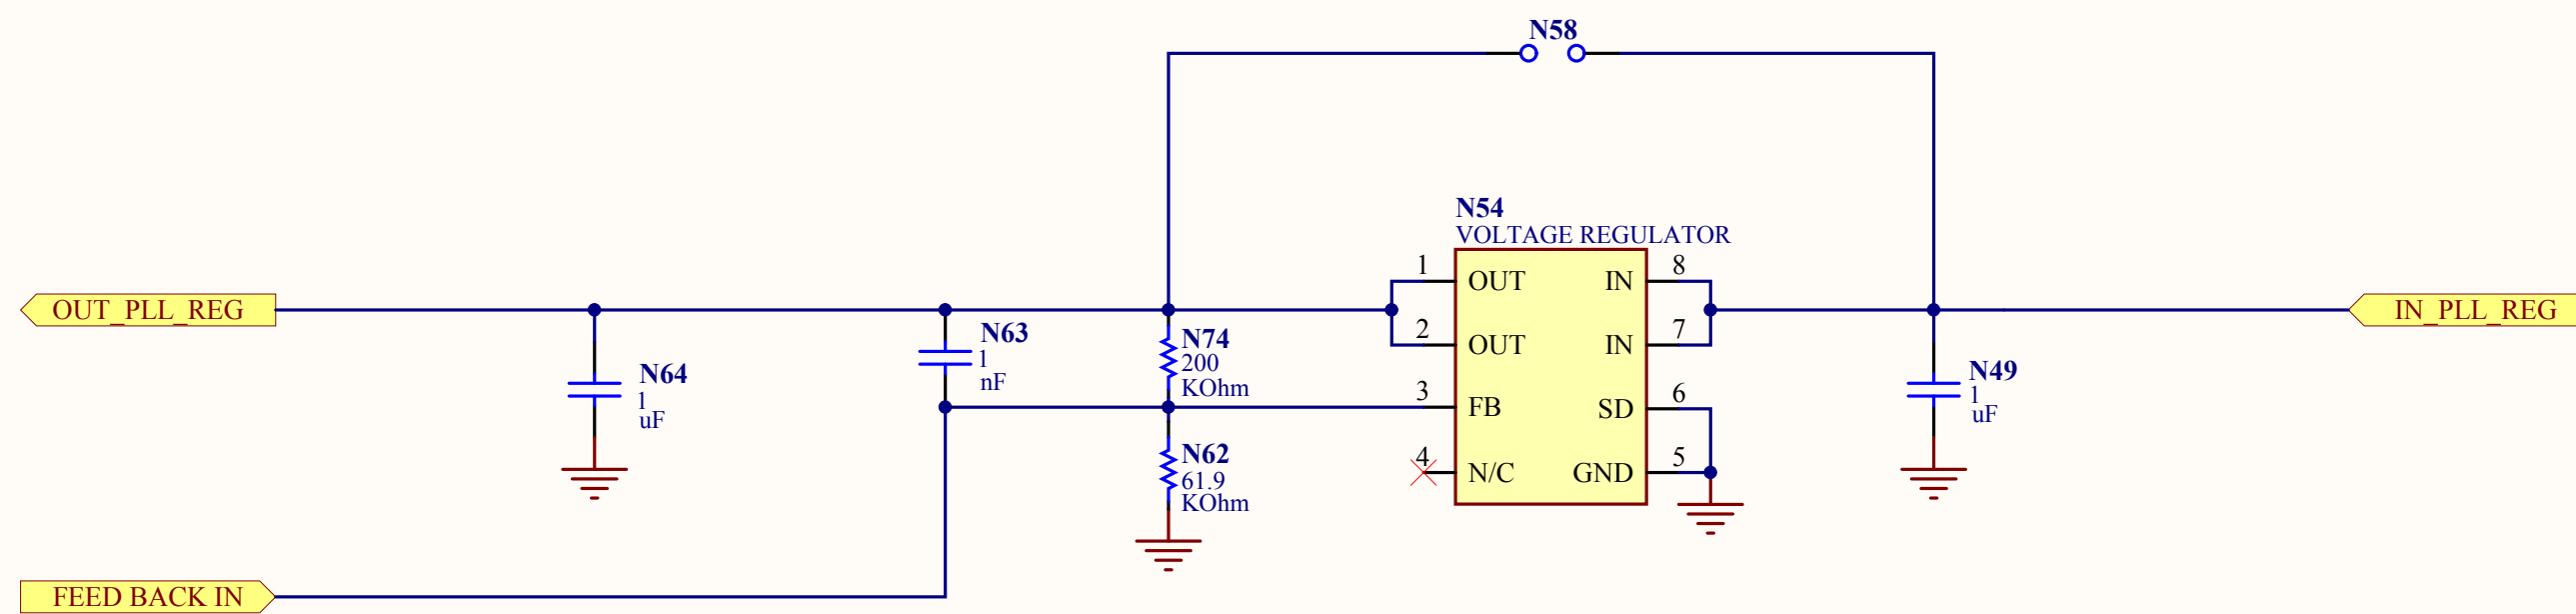 N58
N54
VOLTAGE REGULATOR
1 OUT IN 8
OUT_PLL_REG
IN_PLL_REG
2 OUT IN 7
N63
1
nF
N74
200
KOhm
N64
1
uF
3 FB SD 6
N49
1
uF
N62
61.9
KOhm
4 N/C GND 5
FEED BACK IN